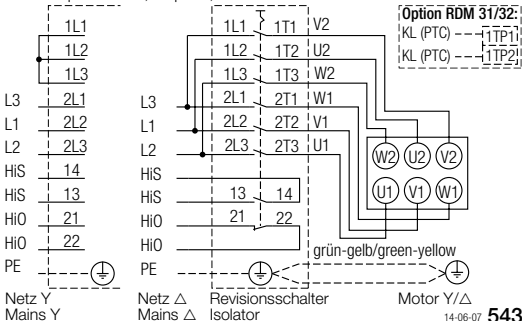 Option RDM 31/32:
KL (PTC) 1TP1
KL (PTC) 1TP2
1L1 1L1 1T1 V2
1L2 1L2 1T2 U2
1L3 1L3 1T3 W2
L3 2L1 L3 2L1 2T1 W1
L1 2L2 L1 2L2 2T2 V1
L2 2L3 L2 2L3 2T3 U1
W2 U2 V2
HiS 14 HiS
HiS 13 HiS 13 14
U1 V1 W1
HiO 21 HiO 21 22
HiO 22 HiO
grün-gelb/green-yellow
PE PE
Netz Y Netz △ Revisionsschalter Motor Y/△
Mains Y Mains △ Isolator
14-06-07 543